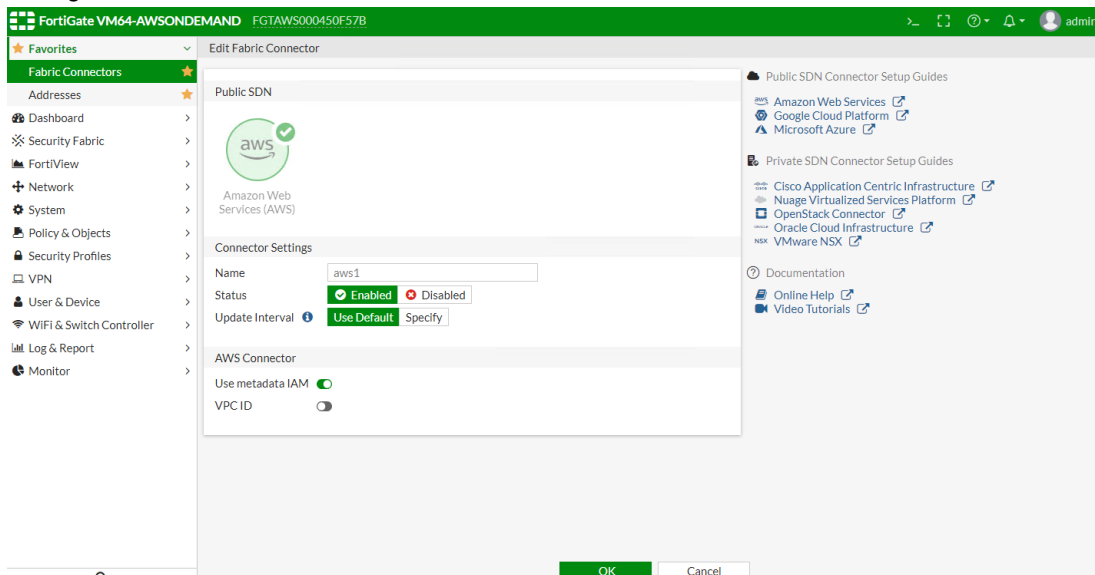 FortiGate VM64-AWSONDEMAND FGTAWS000450F57B >_ admin
Favorites
Fabric Connectors
Addresses
Dashboard
Security Fabric
FortiView
Network
System
Policy & Objects
Security Profiles
VPN
User & Device
WiFi & Switch Controller
Log & Report
Monitor
Edit Fabric Connector
Public SDN
aws
Amazon Web
Services (AWS)
Connector Settings
Name aws1
Status Enabled Disabled
Update Interval Use Default Specify
AWS Connector
Use metadata IAM
VPC ID
OK Cancel
Public SDN Connector Setup Guides
aws Amazon Web Services
Google Cloud Platform
Microsoft Azure
Private SDN Connector Setup Guides
Cisco Application Centric Infrastructure
Nuage Virtualized Services Platform
OpenStack Connector
Oracle Cloud Infrastructure
NSX VMware NSX
Documentation
Online Help
Video Tutorials